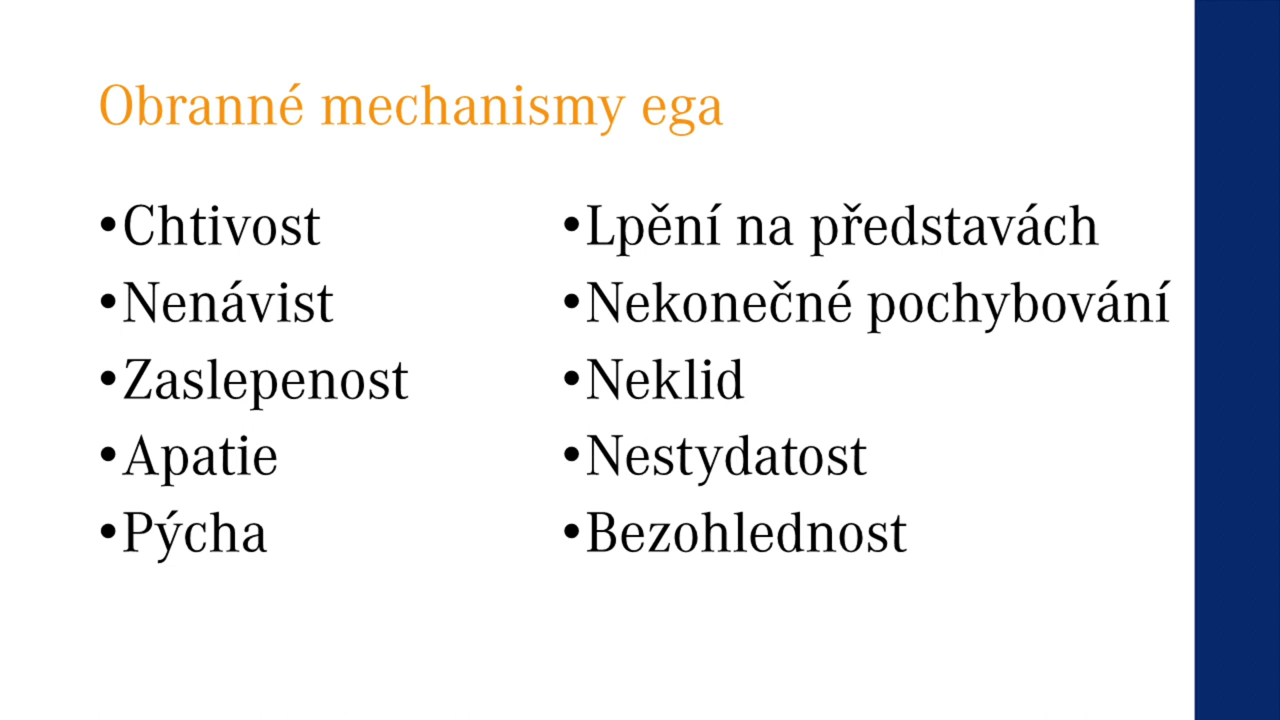 Obranné mechanismy ega
•Chtivost
•Nenávist
•Zaslepenost
•Apatie
•Pýcha
•Lpění na představách
•Nekonečné pochybování
•Neklid
•Nestydatost
•Bezohlednost